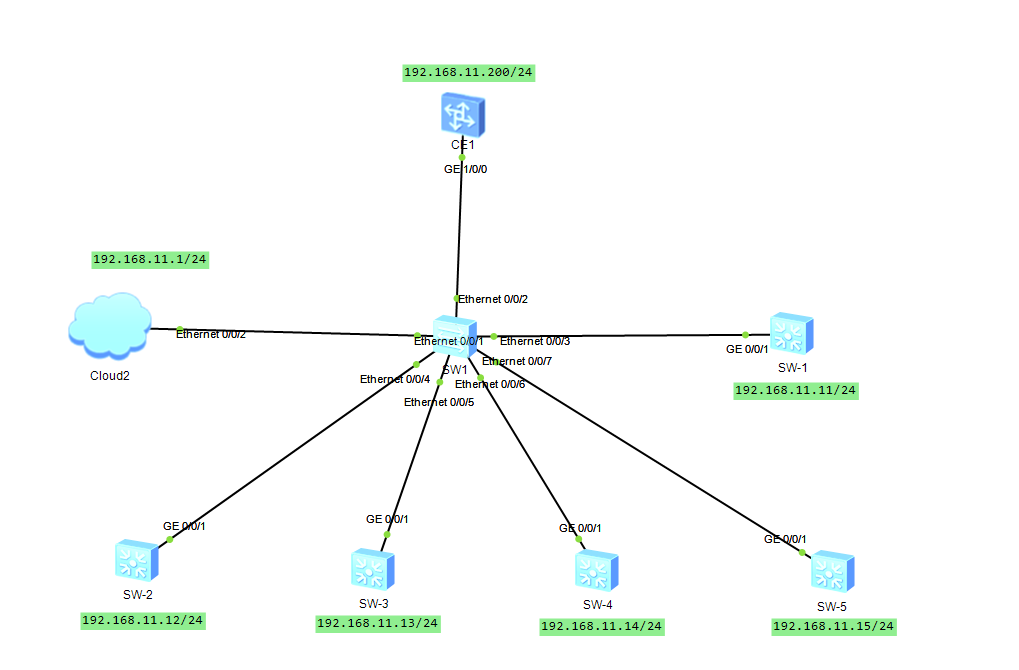 192.168.11.200/24
CE1
GE 1/0/0
192.168.11.1/24
Ethernet 0/0/2
Ethernet 0/0/2
Ethernet 0/0/1
Ethernet 0/0/3
GE 0/0/1
Cloud2
SW1
Ethernet 0/0/7
SW-1
Ethernet 0/0/4
Ethernet 0/0/6
192.168.11.11/24
Ethernet 0/0/5
GE 0/0/1
GE 0/0/1
GE 0/0/1
GE 0/0/1
SW-2
SW-3
SW-4
SW-5
192.168.11.12/24
192.168.11.13/24
192.168.11.14/24
192.168.11.15/24